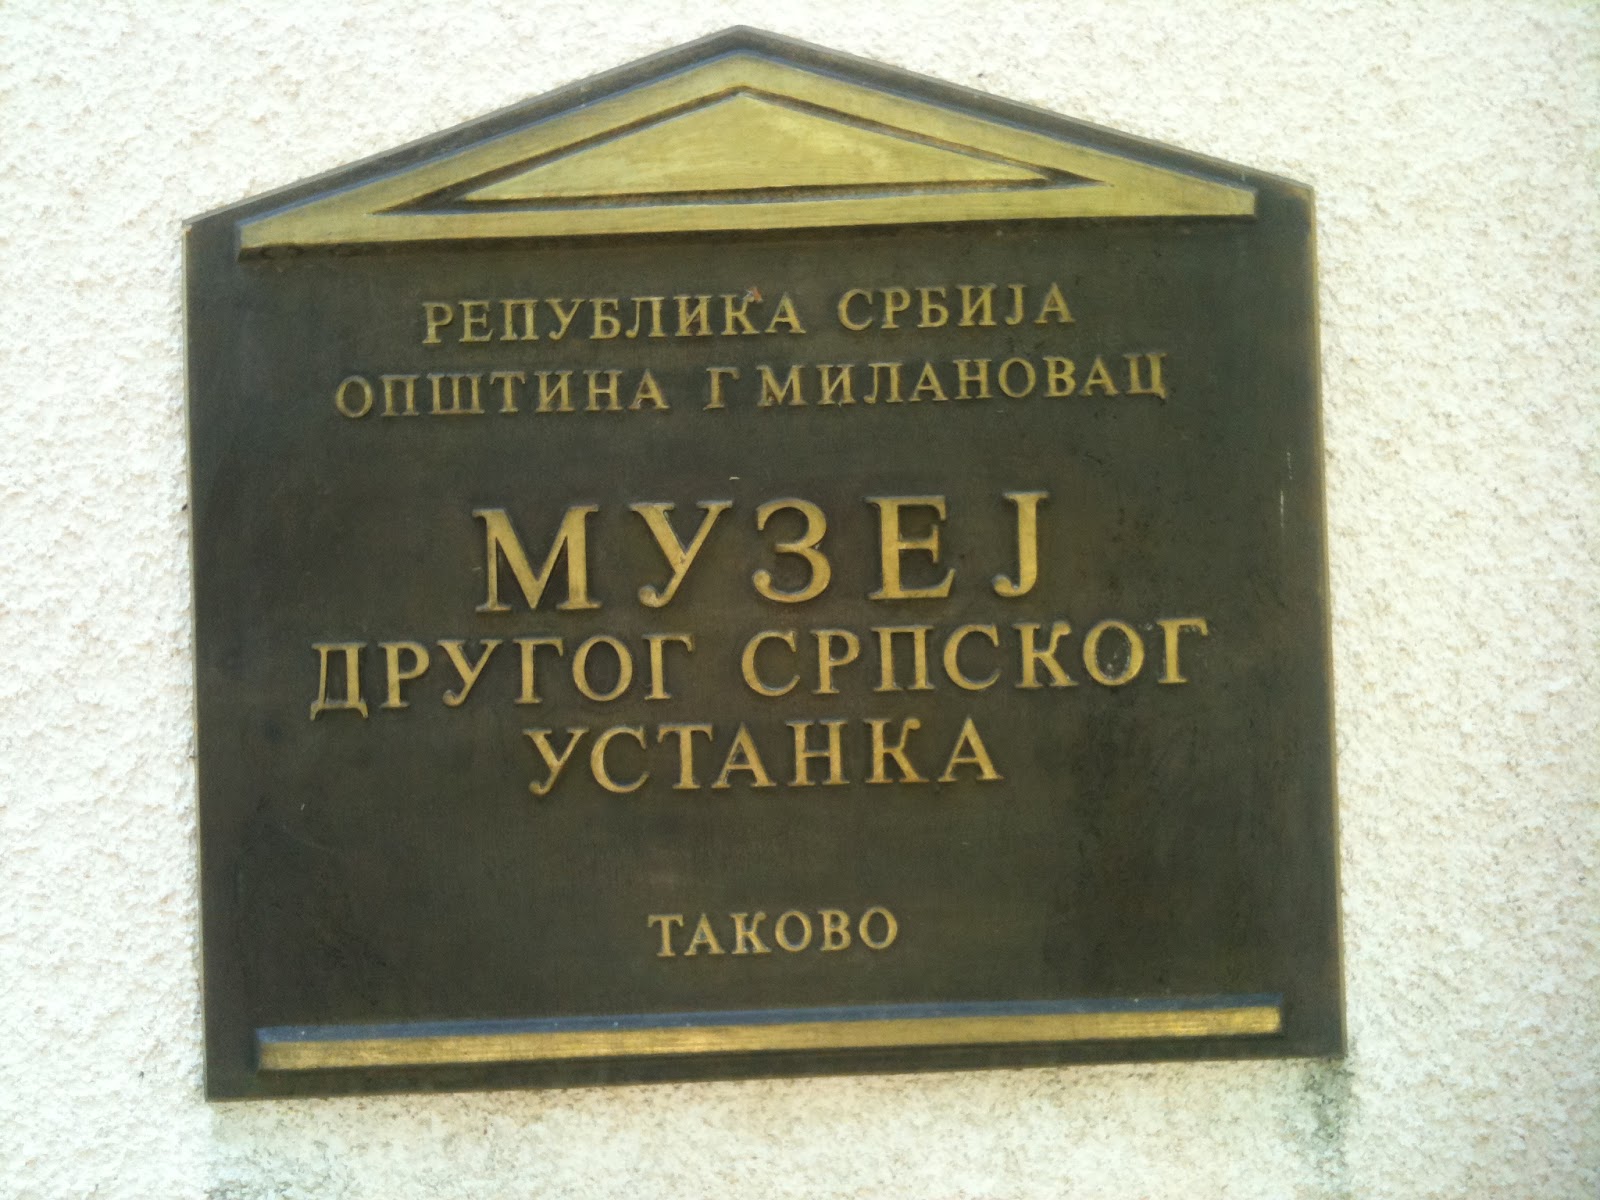 РЕПУБЛИКА СРБИЈА
ОПШТИНА Г МИЛАНОВАЦ
МУЗЕЈ
ДРУГОГ СРПСКОГ
УСТАНКА
ТАКОВО